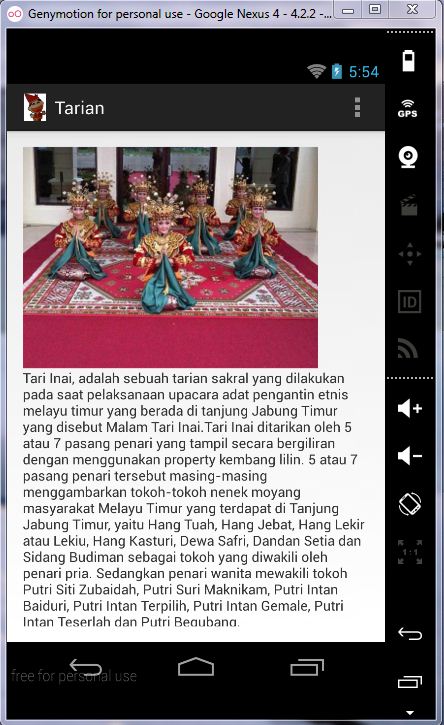 Genymotion for personal use - Google Nexus 4 - 4.2.2 -...
5:54
Tarian
GPS
ID
Tari Inai, adalah sebuah tarian sakral yang dilakukan
pada saat pelaksanaan upacara adat pengantin etnis
melayu timur yang berada di tanjung Jabung Timur
yang disebut Malam Tari Inai.Tari Inai ditarikan oleh 5
atau 7 pasang penari yang tampil secara bergiliran
dengan menggunakan property kembang lilin. 5 atau 7
pasang penari tersebut masing-masing
menggambarkan tokoh-tokoh nenek moyang
masyarakat Melayu Timur yang terdapat di Tanjung
Jabung Timur, yaitu Hang Tuah, Hang Jebat, Hang Lekir
atau Lekiu, Hang Kasturi, Dewa Safri, Dandan Setia dan
Sidang Budiman sebagai tokoh yang diwakili oleh
penari pria. Sedangkan penari wanita mewakili tokoh
Putri Siti Zubaidah, Putri Suri Maknikam, Putri Intan
Baiduri, Putri Intan Terpilih, Putri Intan Gemale, Putri
Intan Teserlah dan Putri Begubang.
1:1
free for personal use